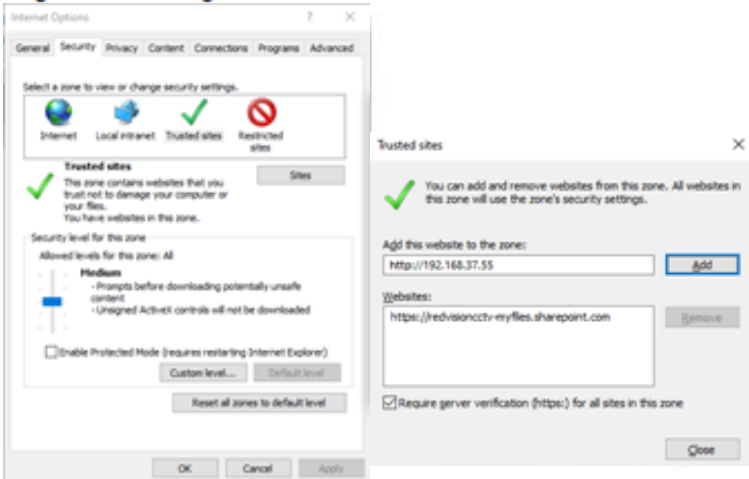 Internet Options
General Security Privacy Content Connections Programs Advanced
Select a zone to view or change security settings.
Internet
Local intranet
Trusted sites
Restricted
sites
Trusted sites
Sites
This zone contains websites that you
trust not to damage your computer or
your files.
You have websites in this zone.
Security level for this zone
Allowed levels for this zone: All
Medium
- Prompts before downloading potentially unsafe
content
- Unsigned ActiveX controls will not be downloaded
Enable Protected Mode (requires restarting Internet Explorer)
Custom level... Default level
Reset all zones to default level
OK Cancel Apply
Trusted sites
You can add and remove websites from this zone. All websites in
this zone will use the zone's security settings.
Add this website to the zone:
http://192.168.37.55
Add
Websites:
https://redvisioncctv-myfiles.sharepoint.com
Remove
Require server verification (https:) for all sites in this zone
Close